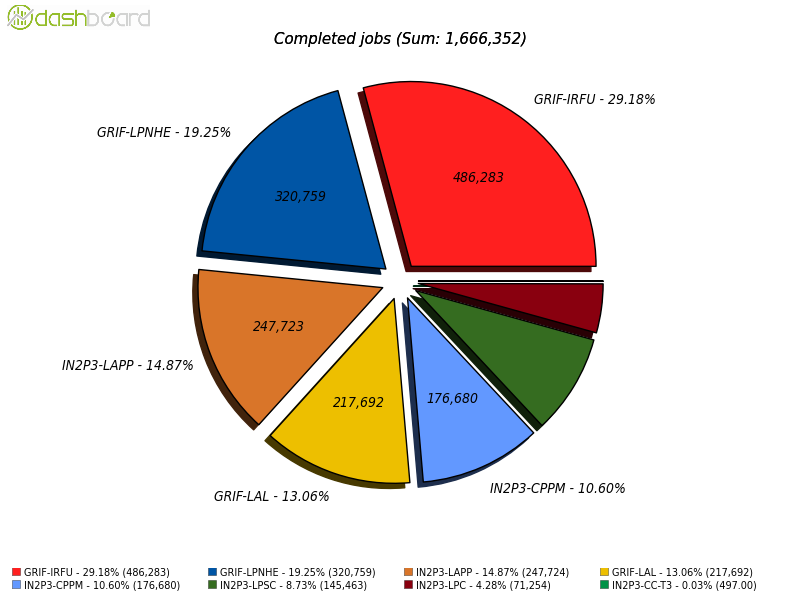 dashboard
Completed jobs (Sum: 1,666,352)
GRIF-IRFU - 29.18%
GRIF-LPNHE - 19.25%
486,283
320,759
247,723
IN2P3-LAPP - 14.87%
176,680
217,692
IN2P3-CPPM - 10.60%
GRIF-LAL - 13.06%
GRIF-IRFU - 29.18% (486,283) GRIF-LPNHE - 19.25% (320,759) IN2P3-LAPP - 14.87% (247,724) GRIF-LAL - 13.06% (217,692)
IN2P3-CPPM - 10.60% (176,680) IN2P3-LPSC - 8.73% (145,463) IN2P3-LPC - 4.28% (71,254) IN2P3-CC-T3 - 0.03% (497.00)